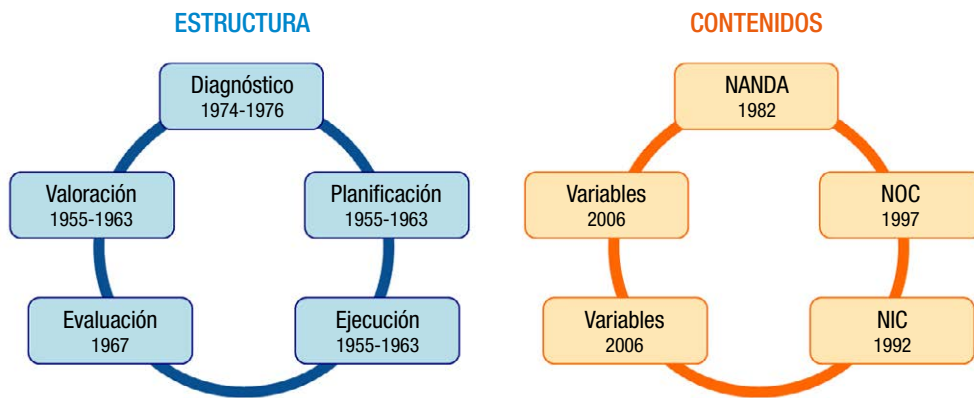 ESTRUCTURA
Diagnóstico
1974-1976
Valoración
1955-1963
Planificación
1955-1963
Evaluación
1967
Ejecución
1955-1963
CONTENIDOS
NANDA
1982
Variables
2006
NOC
1997
Variables
2006
NIC
1992